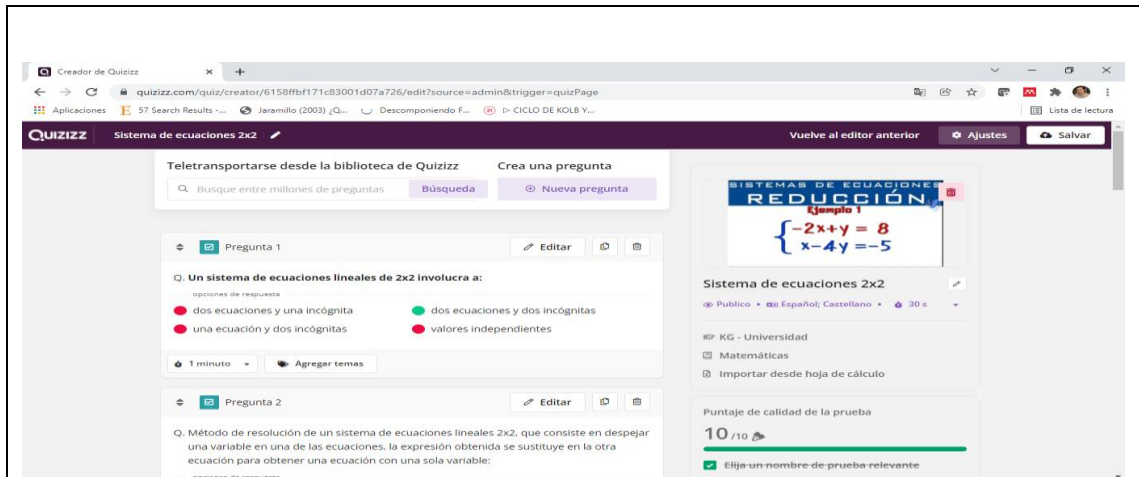 Creador de Quizizz
quizizz.com/quiz/creator/6158ffbf171c83001d07a726/edit?source=admin&trigger=quizPage
Aplicaciones 57 Search Results -... Jaramillo (2003) ¿Q... Descomponiendo F... ▷ CICLO DE KOLB Y... Lista de lectura
QUIZIZZ Sistema de ecuaciones 2x2 Vuelve al editor anterior Ajustes Salvar
Teletransportarse desde la biblioteca de Quizizz
Busque entre millones de preguntas Búsqueda
Crea una pregunta
Nueva pregunta
Pregunta 1 Editar
Q. Un sistema de ecuaciones lineales de 2x2 involucra a:
opciones de respuesta
dos ecuaciones y una incógnita dos ecuaciones y dos incógnitas
una ecuación y dos incógnitas valores independientes
1 minuto Agregar temas
Pregunta 2 Editar
Q. Método de resolución de un sistema de ecuaciones lineales 2x2, que consiste en despejar
una variable en una de las ecuaciones, la expresión obtenida se sustituye en la otra
ecuación para obtener una ecuación con una sola variable:
SISTEMAS DE ECUACIONES
REDUCCIÓN
Ejemplo 1
-2x+y = 8
x-4y =-5
Sistema de ecuaciones 2x2
Publico • Español; Castellano • 30 s
KG - Universidad
Matemáticas
Importar desde hoja de cálculo
Puntaje de calidad de la prueba
10 /10
Elija un nombre de prueba relevante